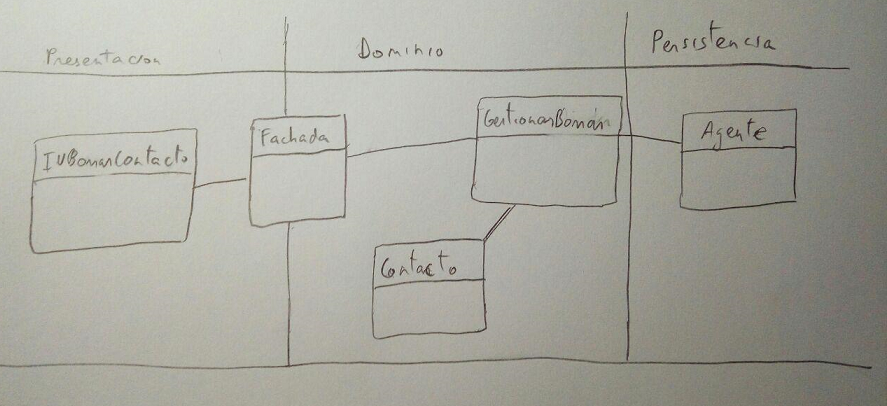 Presentacion
Dominio
Persistencia
IUBorrarContacto
Fachada
GestionarBorrar
Agente
Contacto